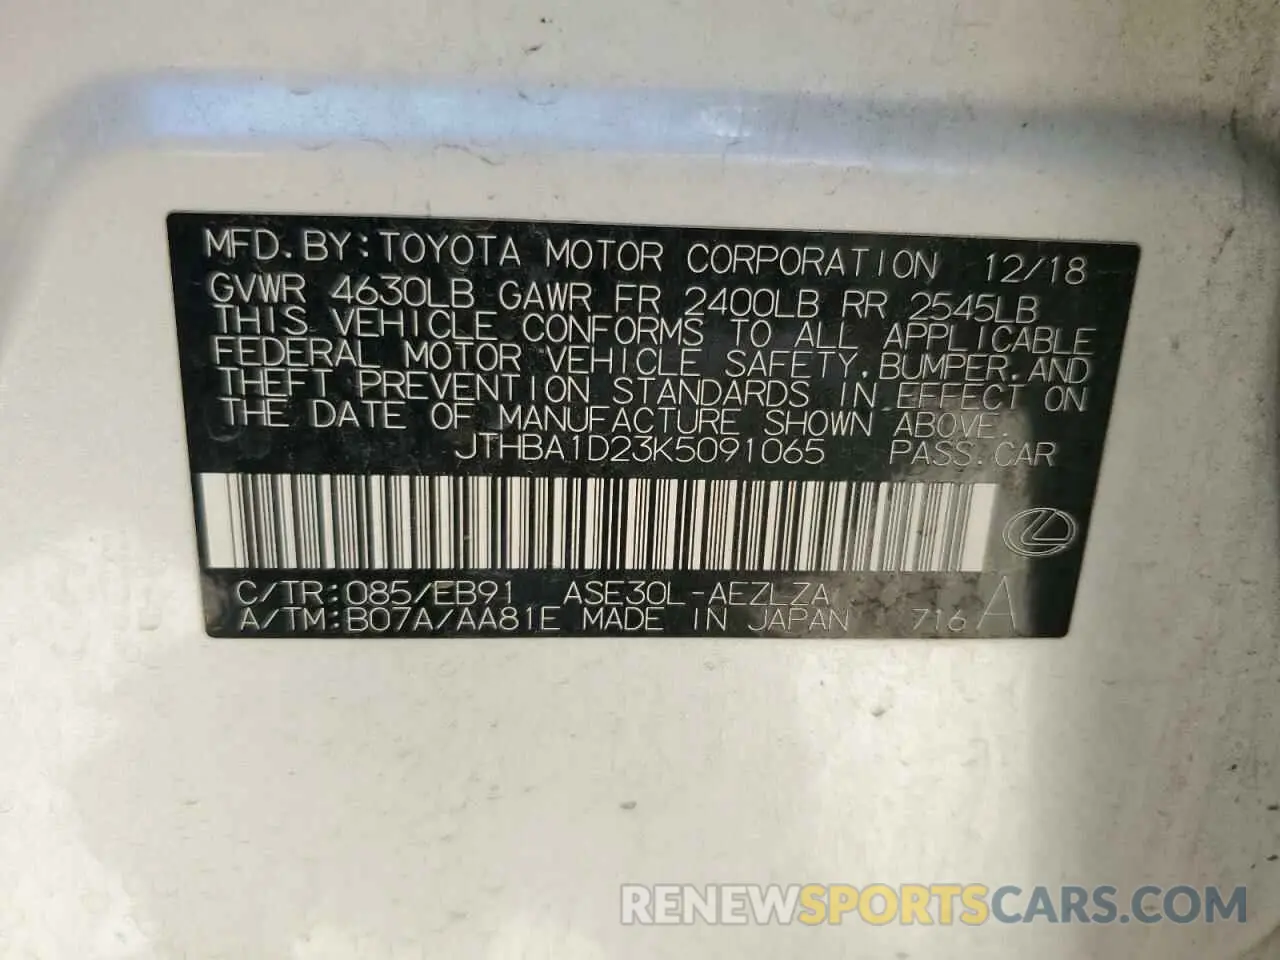 MFD. BY: TOYOTA MOTOR CORPORATION 12/18
GVWR 4630LB GAWR FR 2400LB RR 2545LB
THIS VEHICLE CONFORMS TO ALL APPLICABLE
FEDERAL MOTOR VEHICLE SAFETY, BUMPER, AND
THEFT PREVENTION STANDARDS IN EFFECT ON
THE DATE OF MANUFACTURE SHOWN ABOVE.
JTHBA1D23K5091065 PASS. CAR
C/TR: 085/EB91 ASE30L-AEZLZA
A/TM: B07A/AA81E MADE IN JAPAN 716 A
RENEWSPORTSCARS.COM